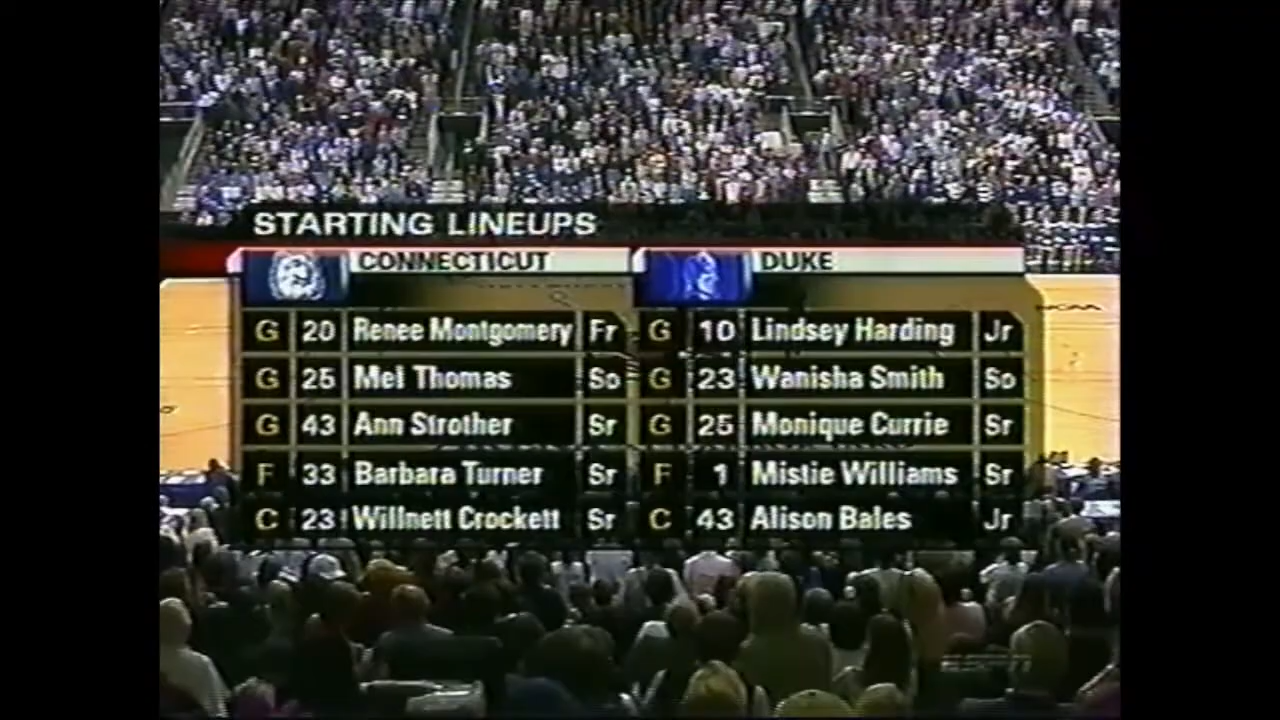 STARTING LINEUPS
CONNECTICUT
G 20 Renee Montgomery Fr
G 25 Mel Thomas So
G 43 Ann Strother Sr
F 33 Barbara Turner Sr
C 23 Willnett Crockett Sr
DUKE
G 10 Lindsey Harding Jr
G 23 Wanisha Smith So
G 25 Monique Currie Sr
F 1 Mistie Williams Sr
C 43 Alison Bales Jr
NCAA
ESPN